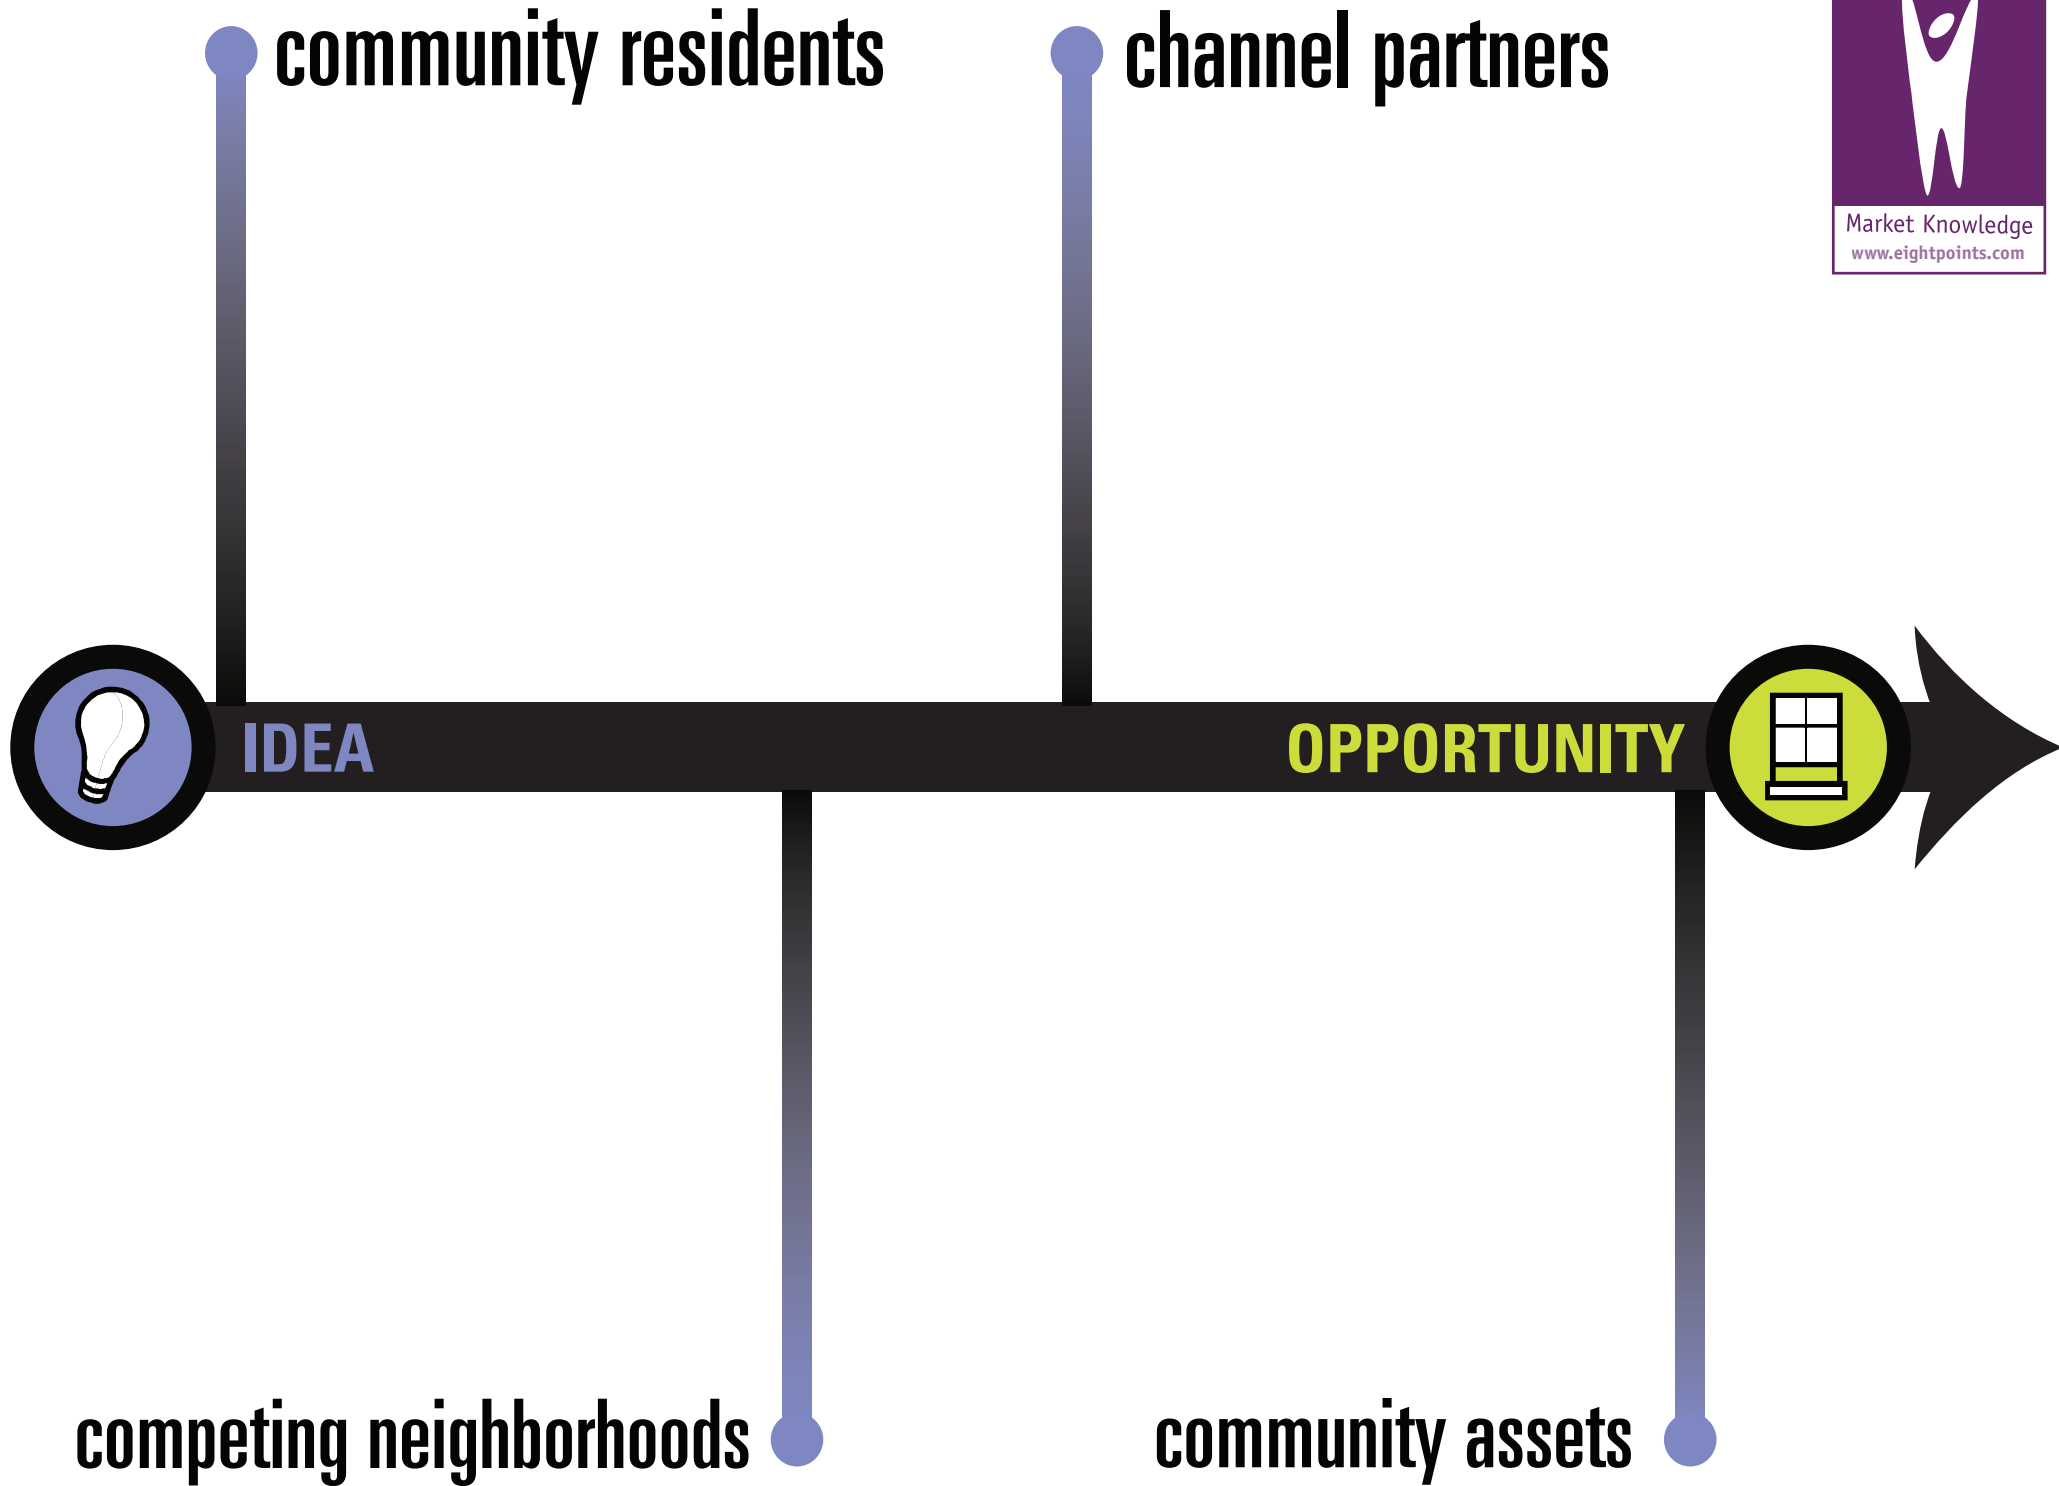 community residents
channel partners
Market Knowledge
www.eightpoints.com
IDEA
OPPORTUNITY
competing neighborhoods
community assets